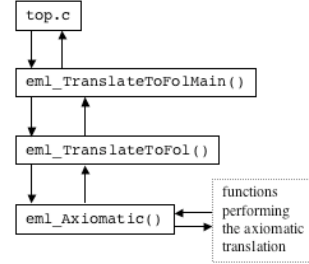 top.c
eml_TranslateToFolMain()
eml_TranslateToFol()
eml_Axiomatic()
functions
performing
the axiomatic
translation